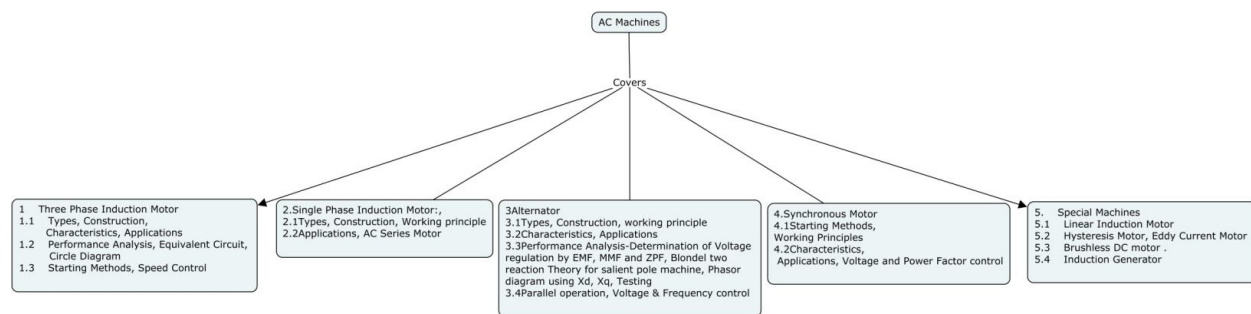 AC Machines
Covers
1 Three Phase Induction Motor
1.1 Types, Construction,
Characteristics, Applications
1.2 Performance Analysis, Equivalent Circuit,
Circle Diagram
1.3 Starting Methods, Speed Control
2.Single Phase Induction Motor:,
2.1Types, Construction, Working principle
2.2Applications, AC Series Motor
3Alternator
3.1Types, Construction, working principle
3.2Characteristics, Applications
3.3Performance Analysis-Determination of Voltage
regulation by EMF, MMF and ZPF, Blondel two
reaction Theory for salient pole machine, Phasor
diagram using Xd, Xq, Testing
3.4Parallel operation, Voltage & Frequency control
4.Synchronous Motor
4.1Starting Methods,
Working Principles
4.2Characteristics,
Applications, Voltage and Power Factor control
5. Special Machines
5.1 Linear Induction Motor
5.2 Hysteresis Motor, Eddy Current Motor
5.3 Brushless DC motor .
5.4 Induction Generator